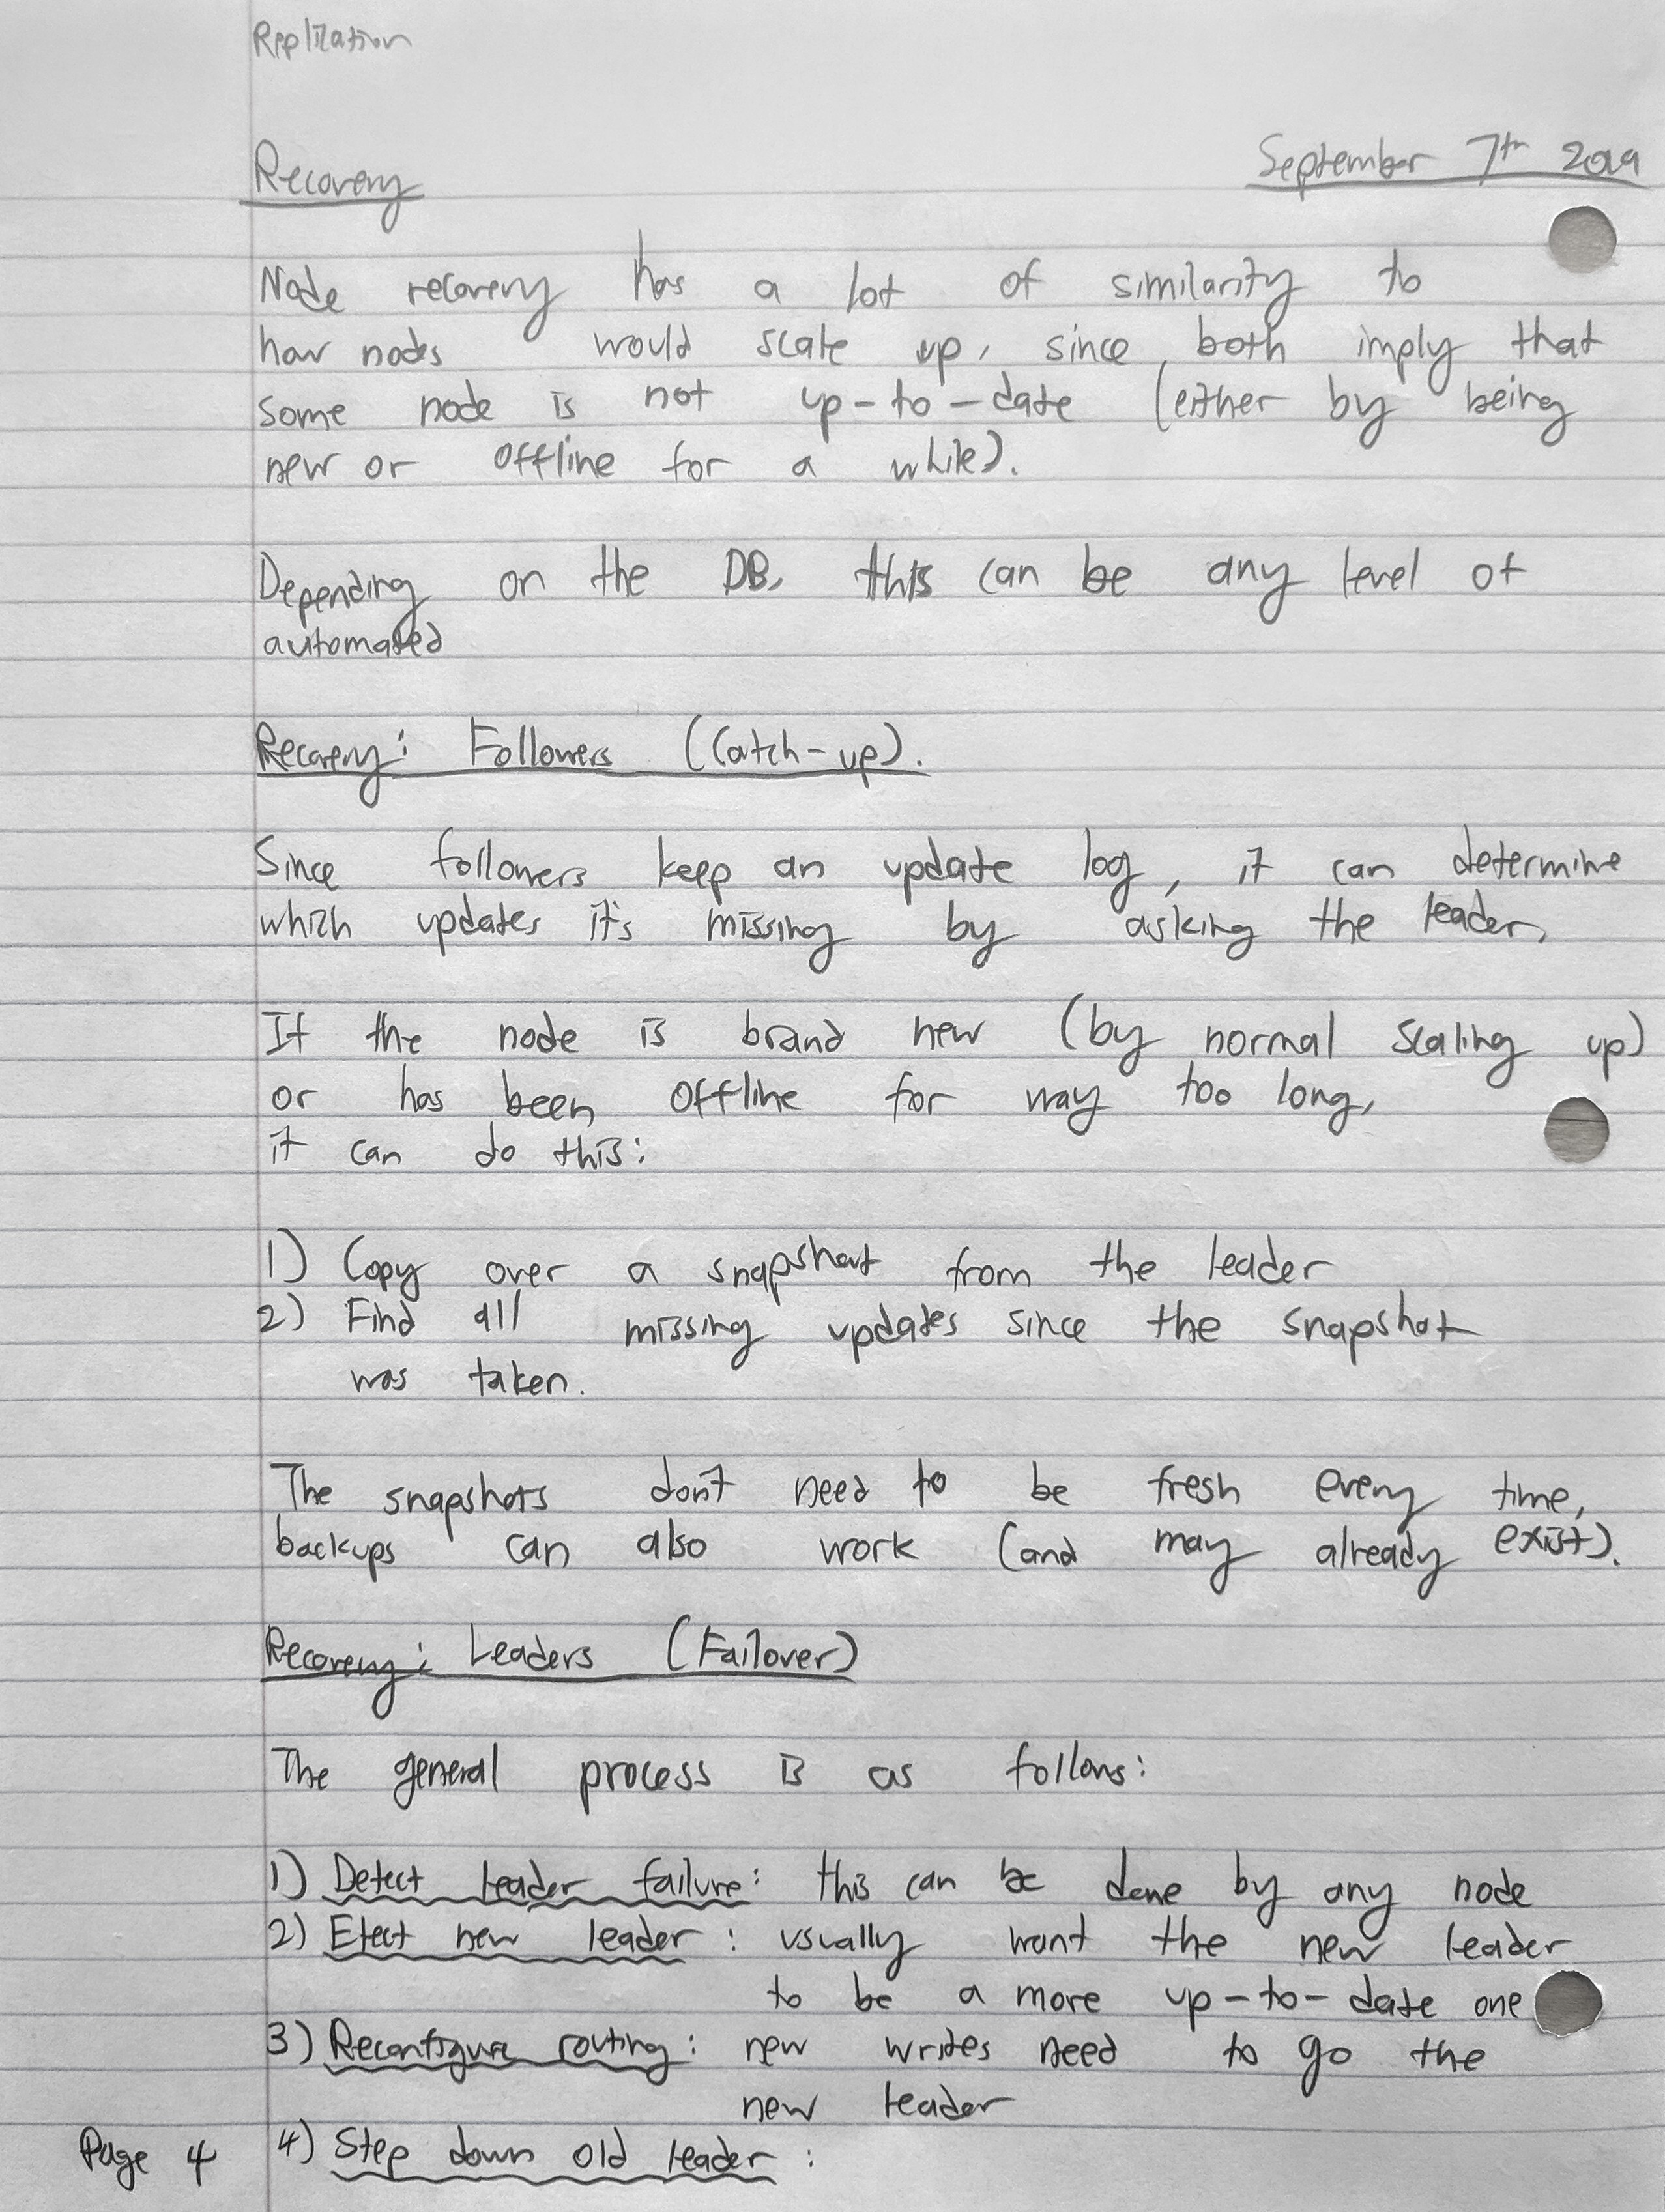 Replication
Recovery
September 7th 2019
Node recovery has a lot of similarity to
how nodes would scale up, since both imply that
some node is not up-to-date (either by being
new or offline for a while).
Depending on the DB, this can be any level of
automated
Recovery: Followers (Catch-up).
Since followers keep an update log, it can determine
which updates it's missing by asking the leader,
If the node is brand new (by normal scaling up)
or has been offline for way too long,
it can do this:
1) Copy over a snapshot from the leader
2) Find all missing updates since the snapshot
was taken.
The snapshots don't need to be fresh every time,
backups can also work (and may already exist).
Recovery: Leaders (Failover)
The general process is as follows:
1) Detect leader failure: this can be done by any node
2) Elect new leader: usually want the new leader
to be a more up-to-date one
3) Reconfigure routing: new writes need to go the
new leader
4) Step down old leader:
Page 4